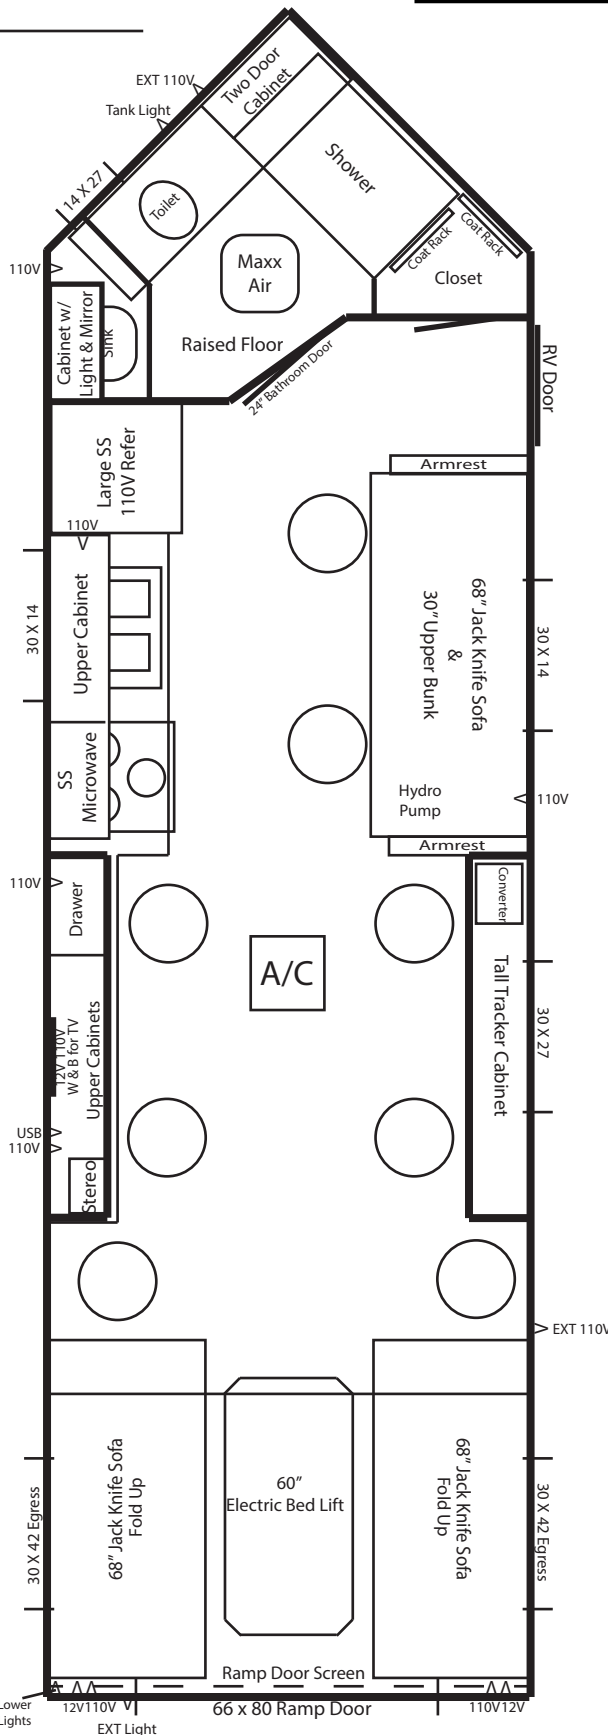 EXT 110V
Tank Light
14 X 27
Two Door
Cabinet
Shower
Toilet
Coat Rack
Coat Rack
Closet
Maxx
Air
110V
Cabinet w/
Light & Mirror
Sink
Raised Floor
24" Bathroom Door
RV Door
Large SS
110V Refer
110V
Armrest
30 X 14
Upper Cabinet
68" Jack Knife Sofa
&
30" Upper Bunk
30 X 14
SS
Microwave
Hydro
Pump
110V
Armrest
110V
Drawer
Converter
A/C
Tall Tracker Cabinet
30 X 27
12V 110V
W & B for TV
Upper Cabinets
USB
110V
Stereo
EXT 110V
68" Jack Knife Sofa
Fold Up
60"
Electric Bed Lift
68" Jack Knife Sofa
Fold Up
30 X 42 Egress
30 X 42 Egress
Ramp Door Screen
Lower
Lights
12V 110V
EXT Light
66 x 80 Ramp Door
110V 12V